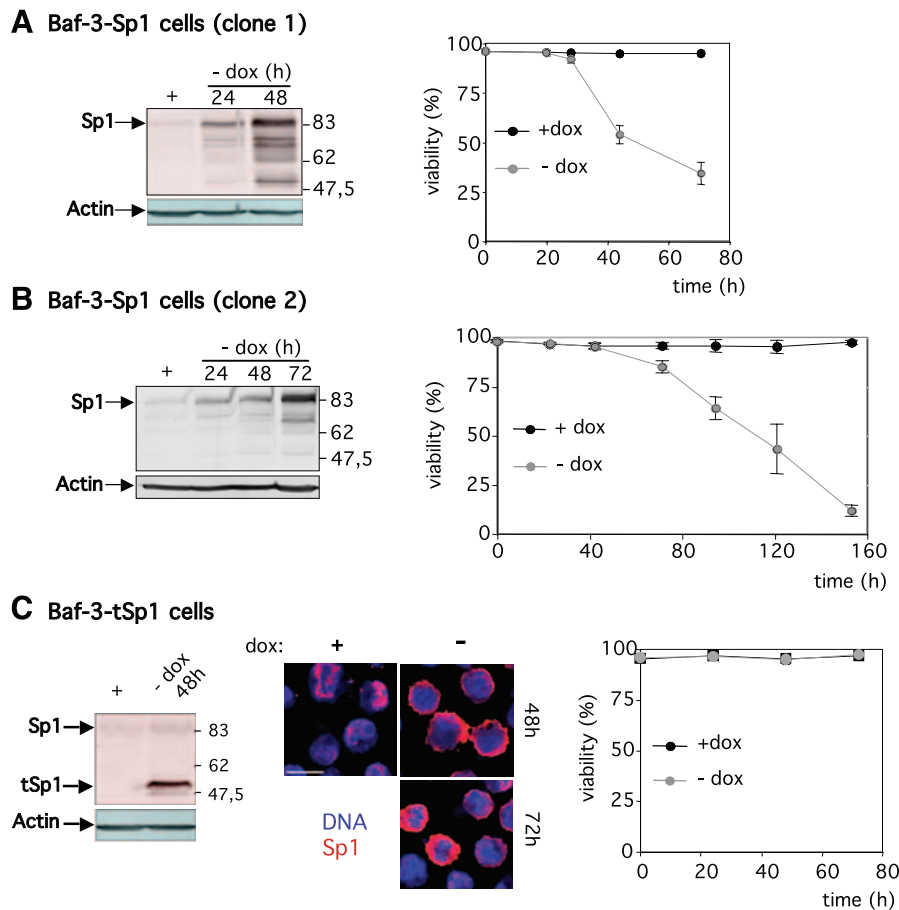 A Baf-3-Sp1 cells (clone 1)
- dox (h)
+ 24 48
Sp1
83
62
47,5
Actin
100
75
50
25
0
viability (%)
+dox
- dox
0 20 40 60 80
time (h)
B Baf-3-Sp1 cells (clone 2)
- dox (h)
+ 24 48 72
Sp1
83
62
47,5
Actin
100
75
50
25
0
viability (%)
+ dox
- dox
0 40 80 120 160
time (h)
C Baf-3-tSp1 cells
+ - dox
48h
Sp1
83
62
tSp1
47,5
Actin
dox: + -
48h
72h
DNA
Sp1
100
75
50
25
0
viability (%)
+dox
- dox
0 20 40 60 80
time (h)